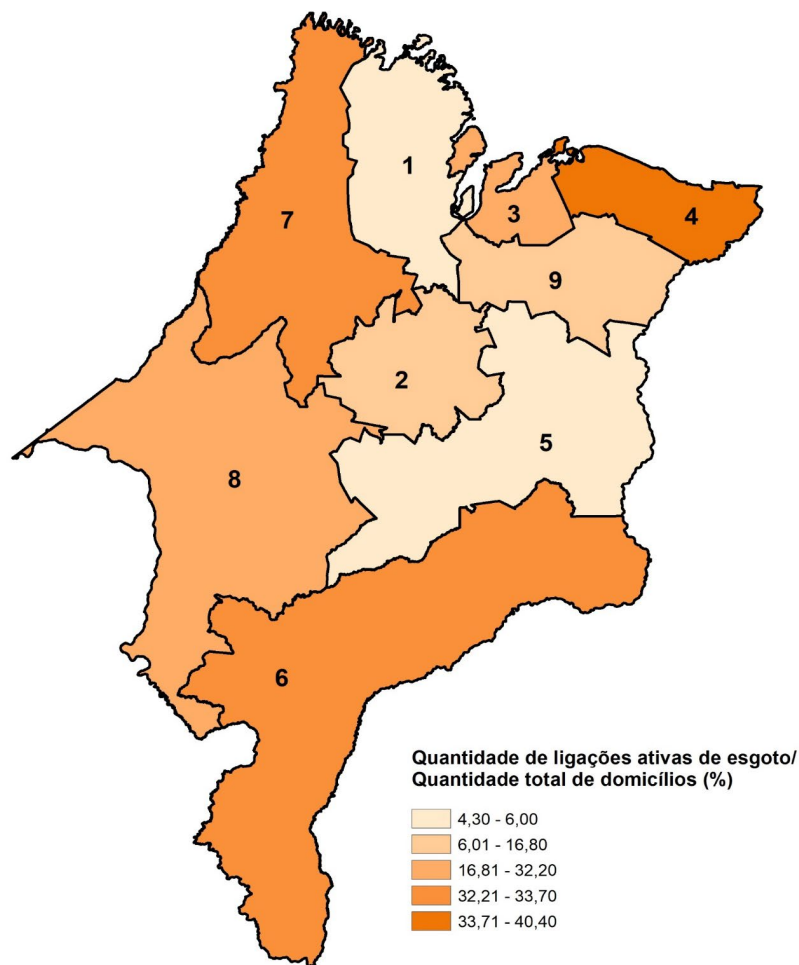 1
3
4
7
9
2
5
8
6
Quantidade de ligações ativas de esgoto/
Quantidade total de domicílios (%)
4,30 - 6,00
6,01 - 16,80
16,81 - 32,20
32,21 - 33,70
33,71 - 40,40